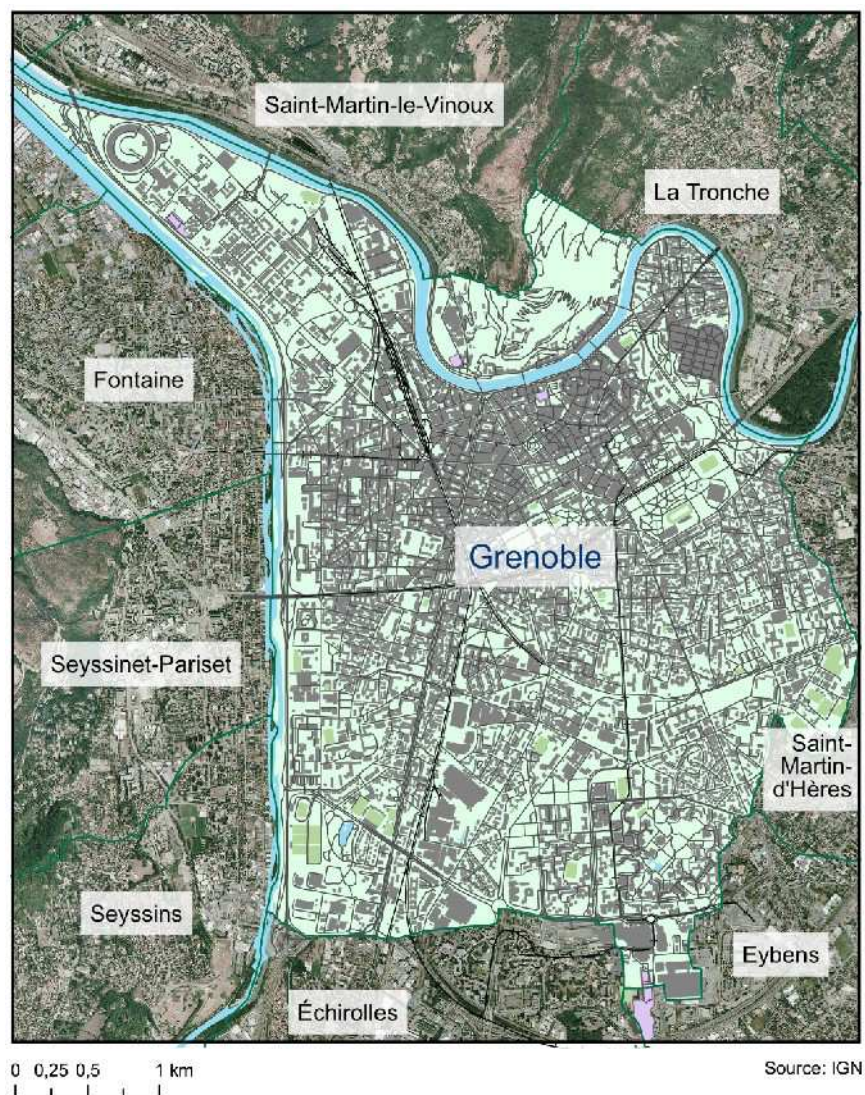 Saint-Martin-le-Vinoux
La Tronche
Fontaine
Grenoble
Seyssinet-Pariset
Saint-
Martin-
d'Hères
Seyssins
Eybens
Échirolles
0 0,25 0,5 1 km
Source: IGN